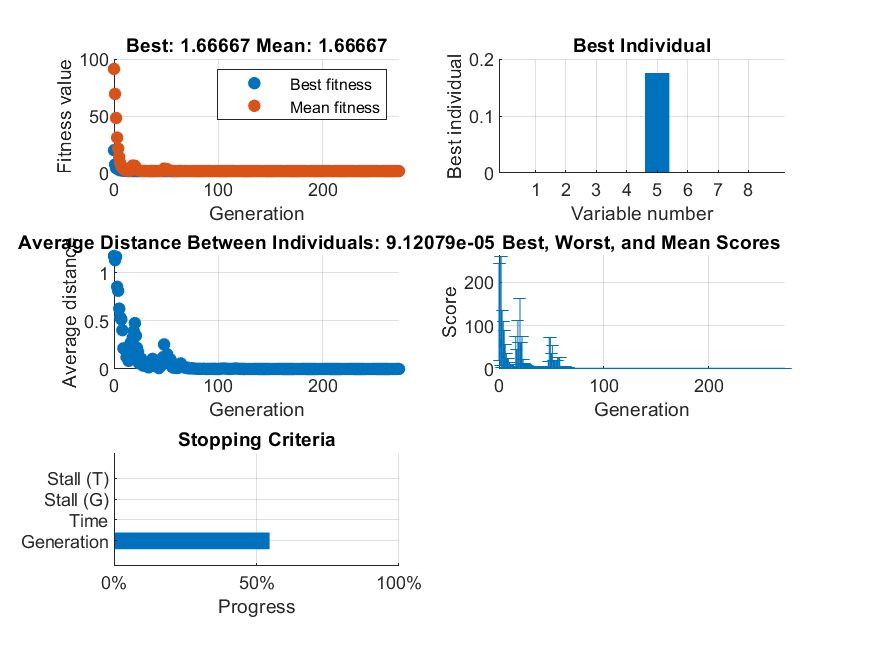 Best: 1.66667 Mean: 1.66667
Fitness value
100
50
0
Best fitness
Mean fitness
0 100 200
Generation
Best Individual
Best individual
0.2
0.1
0
1 2 3 4 5 6 7 8
Variable number
Average Distance Between Individuals: 9.12079e-05
Average distance
1
0.5
0
0 100 200
Generation
Best, Worst, and Mean Scores
Score
200
100
0
0 100 200
Generation
Stopping Criteria
Stall (T)
Stall (G)
Time
Generation
0% 50% 100%
Progress